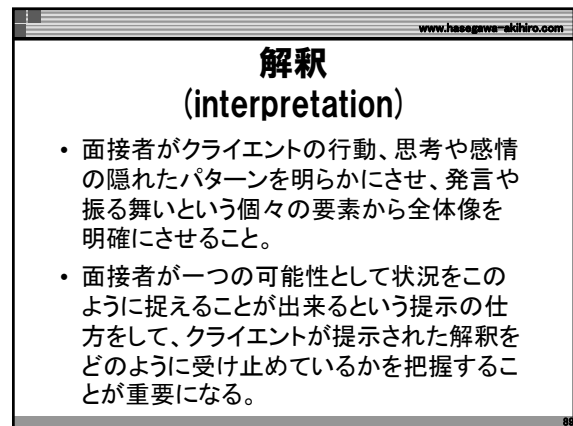 www.hasegawa-akihiro.com
解釈
(interpretation)
• 面接者がクライエントの行動、思考や感情
の隠れたパターンを明らかにさせ、発言や
振る舞いという個々の要素から全体像を
明確にさせること。
• 面接者が一つの可能性として状況をこの
ように捉えることが出来るという提示の仕
方をして、クライエントが提示された解釈を
どのように受け止めているかを把握するこ
とが重要になる。
89